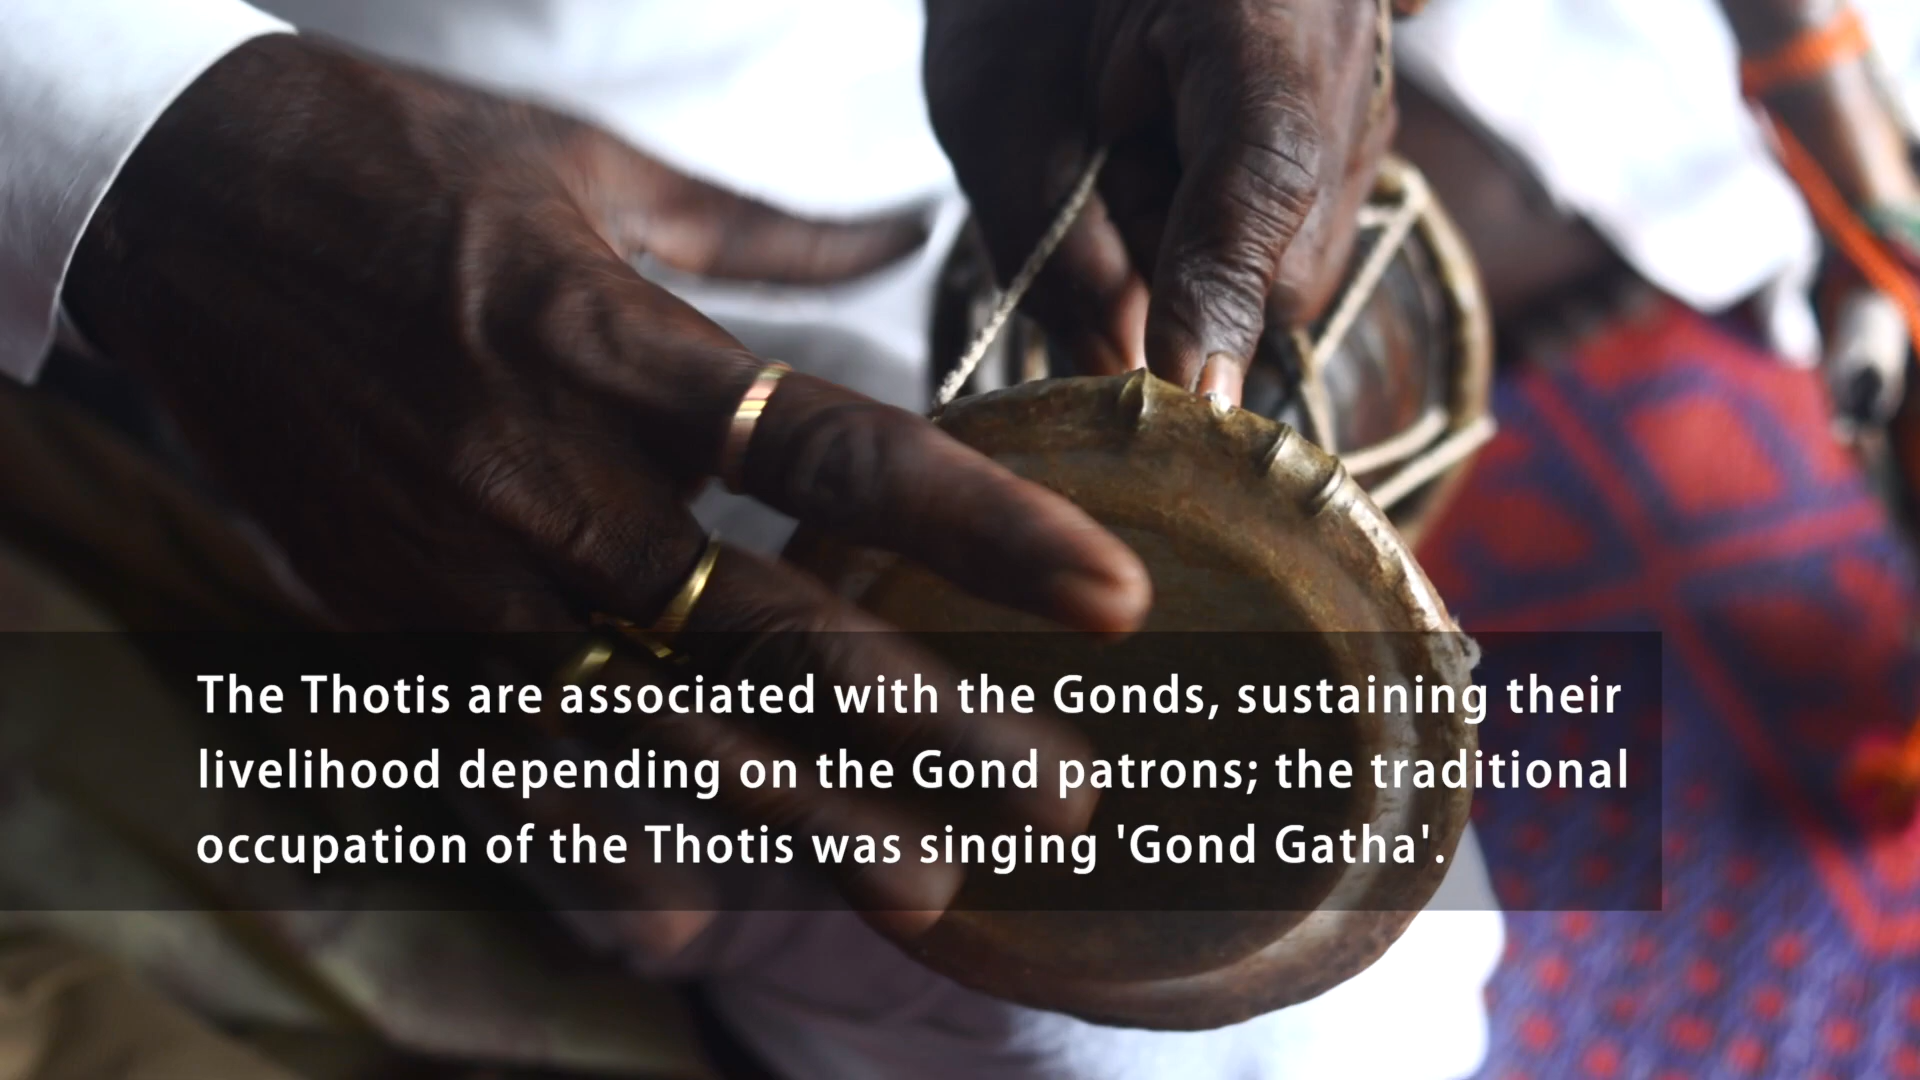 The Thotis are associated with the Gonds, sustaining their
livelihood depending on the Gond patrons; the traditional
occupation of the Thotis was singing 'Gond Gatha'.